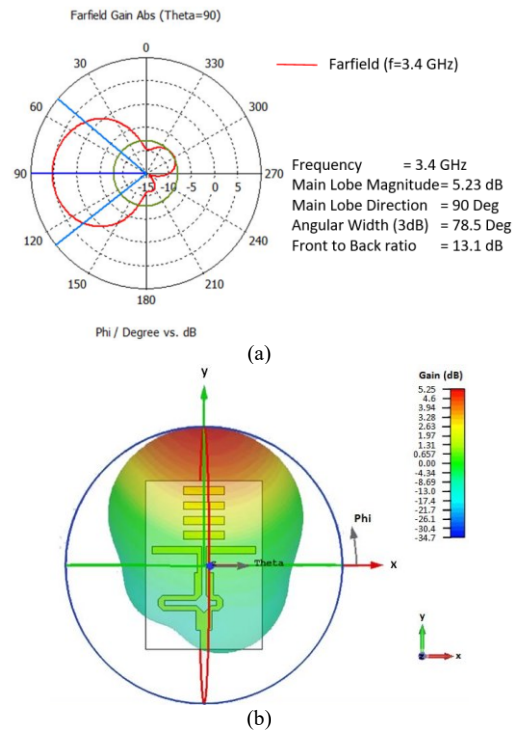 Farfield Gain Abs (Theta=90)
0
30 330
60 300
90 -15 -10 -5 0 5 270
120 240
150 210
180
Phi / Degree vs. dB
Farfield (f=3.4 GHz)
Frequency = 3.4 GHz
Main Lobe Magnitude= 5.23 dB
Main Lobe Direction = 90 Deg
Angular Width (3dB) = 78.5 Deg
Front to Back ratio = 13.1 dB
(a)
y
Phi
Theta
x
Gain (dB)
5.25
4.6
3.94
3.28
2.63
1.97
1.31
0.657
0.00
-4.34
-8.69
-13.0
-17.4
-21.7
-26.1
-30.4
-34.7
y
x
(b)